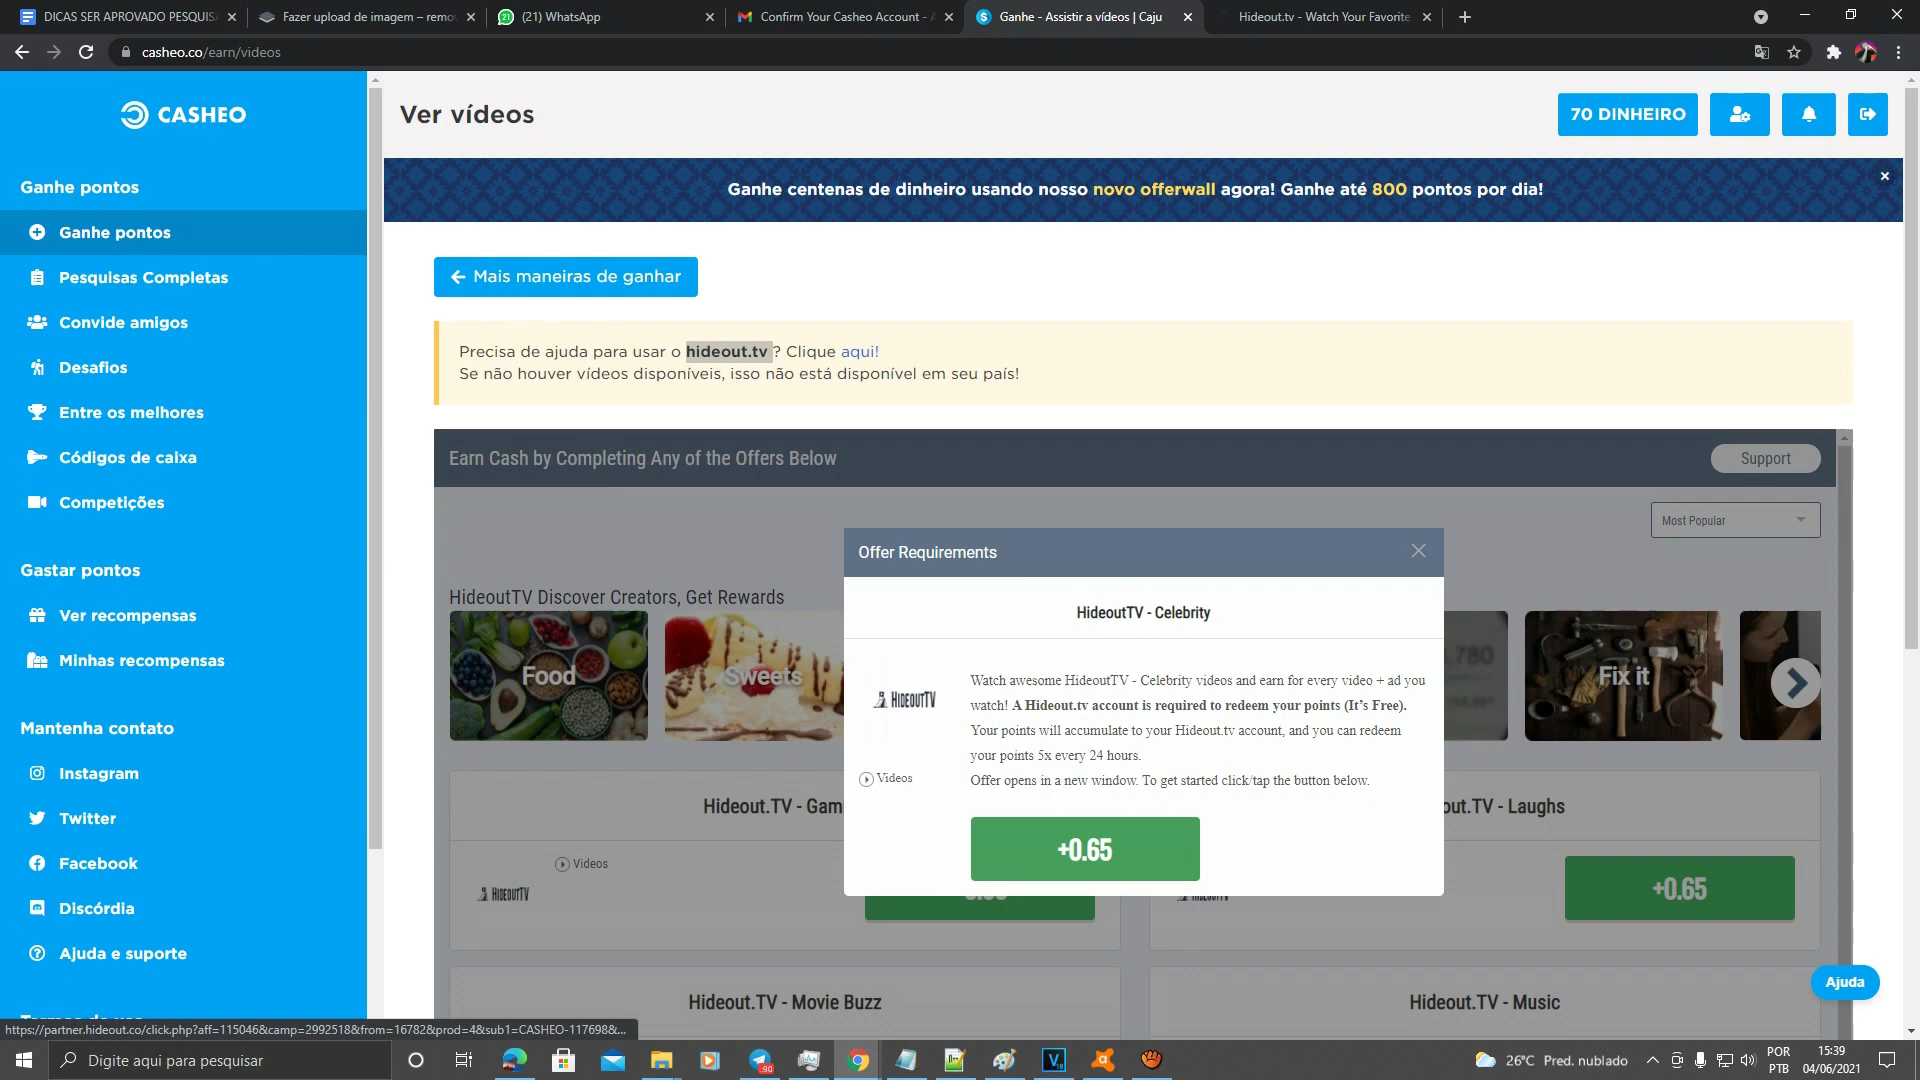 DICAS SER APROVADO PESQUISA
Fazer upload de imagem – remov
(21) WhatsApp
Confirm Your Casheo Account - A
Ganhe - Assistir a vídeos | Caju
Hideout.tv - Watch Your Favorite
casheo.co/earn/videos
CASHEO
Ganhe pontos
Ganhe pontos
Pesquisas Completas
Convide amigos
Desafios
Entre os melhores
Códigos de caixa
Competições
Gastar pontos
Ver recompensas
Minhas recompensas
Mantenha contato
Instagram
Twitter
Facebook
Discórdia
Ajuda e suporte
Ver vídeos
70 DINHEIRO
Ganhe centenas de dinheiro usando nosso novo offerwall agora! Ganhe até 800 pontos por dia!
Mais maneiras de ganhar
Precisa de ajuda para usar o hideout.tv ? Clique aqui!
Se não houver vídeos disponíveis, isso não está disponível em seu país!
Earn Cash by Completing Any of the Offers Below
Support
Most Popular
HideoutTV Discover Creators, Get Rewards
Food
Sweets
Fix it
Offer Requirements
HideoutTV - Celebrity
HIDEOUTTV
Videos
Watch awesome HideoutTV - Celebrity videos and earn for every video + ad you
watch! A Hideout.tv account is required to redeem your points (It's Free).
Your points will accumulate to your Hideout.tv account, and you can redeem
your points 5x every 24 hours.
Offer opens in a new window. To get started click/tap the button below.
+0.65
Hideout.TV - Gam
Videos
HIDEOUTTV
out.TV - Laughs
+0.65
Hideout.TV - Movie Buzz
Hideout.TV - Music
Ajuda
https://partner.hideout.co/click.php?aff=115046&camp=2992518&from=16782&prod=4&sub1=CASHEO-117698&...
Digite aqui para pesquisar
.90
26°C Pred. nublado
POR
PTB
15:39
04/06/2021